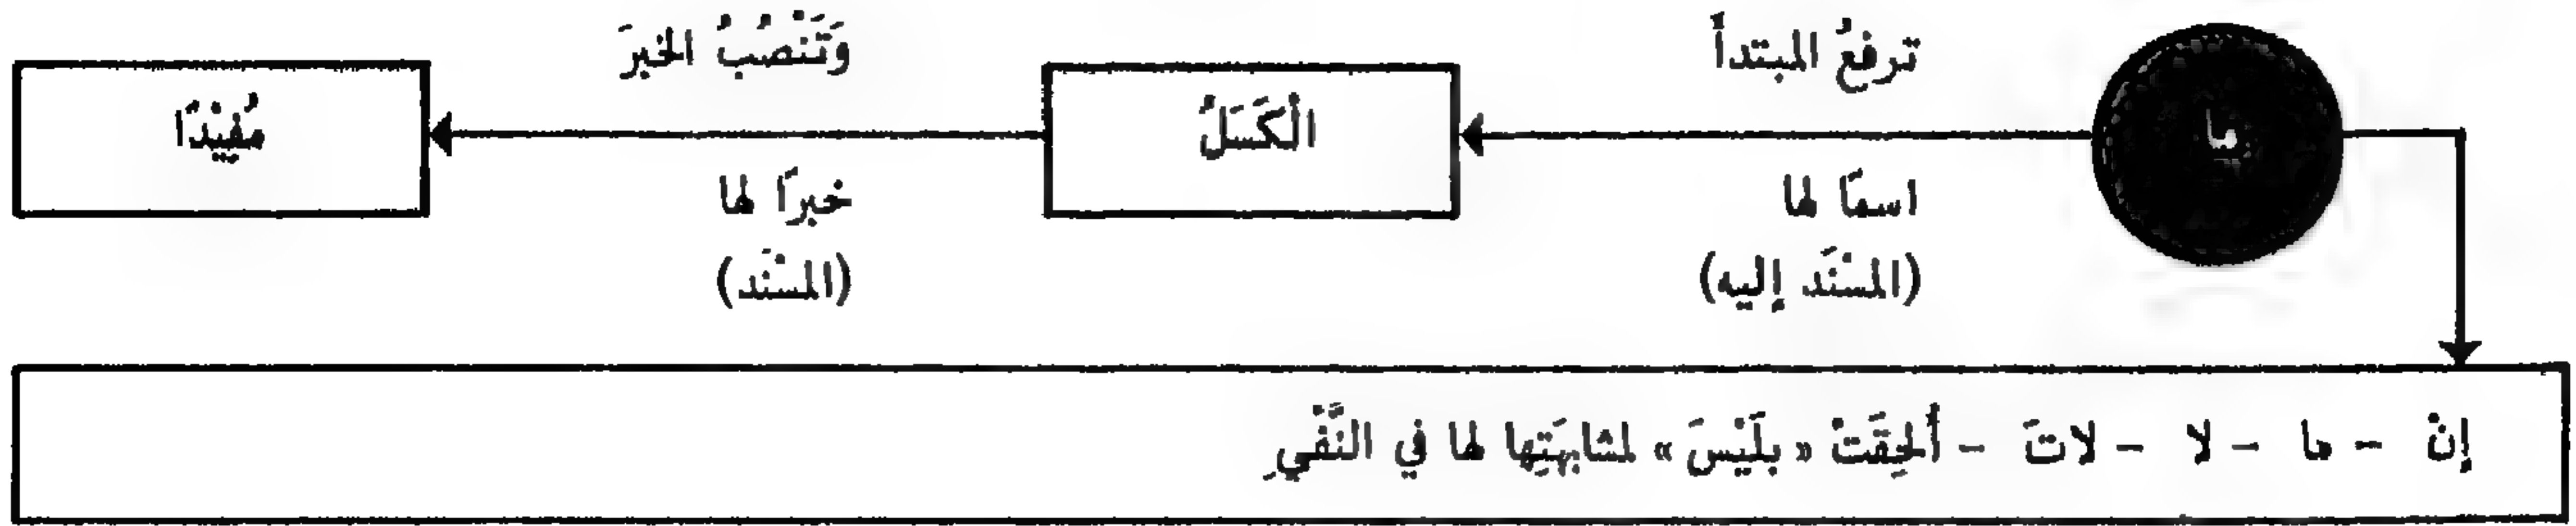 ما
ترفعُ المبتدأَ
اسمًا لها
(المسْنَد إليه)
الْكَسَلُ
وَتَنْصُبُ الخبرَ
خبرًا لها
(المسْنَد)
مُفِيْدًا
إنْ - ما - لا - لاتَ - أُلحِقَتْ «بلَيْسَ» لمشابهَتِها لها في النَّفْيِ